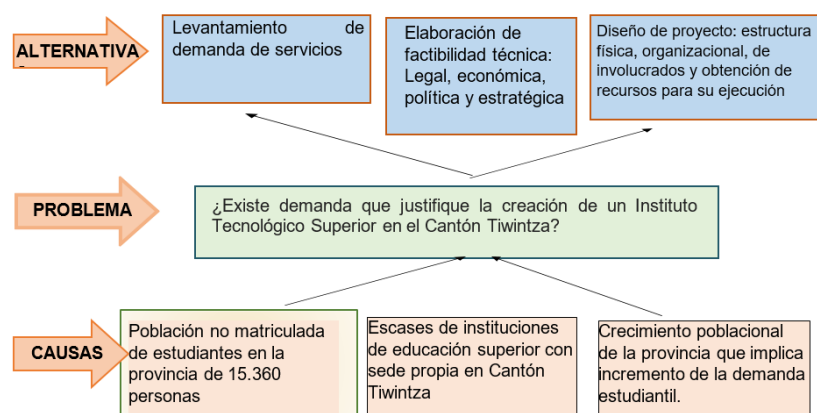 ALTERNATIVA
Levantamiento de
demanda de servicios
Elaboración de
factibilidad técnica:
Legal, económica,
política y estratégica
Diseño de proyecto: estructura
física, organizacional, de
involucrados y obtención de
recursos para su ejecución
PROBLEMA
¿Existe demanda que justifique la creación de un Instituto
Tecnológico Superior en el Cantón Tiwintza?
CAUSAS
Población no matriculada
de estudiantes en la
provincia de 15.360
personas
Escases de instituciones
de educación superior con
sede propia en Cantón
Tiwintza
Crecimiento poblacional
de la provincia que implica
incremento de la demanda
estudiantil.